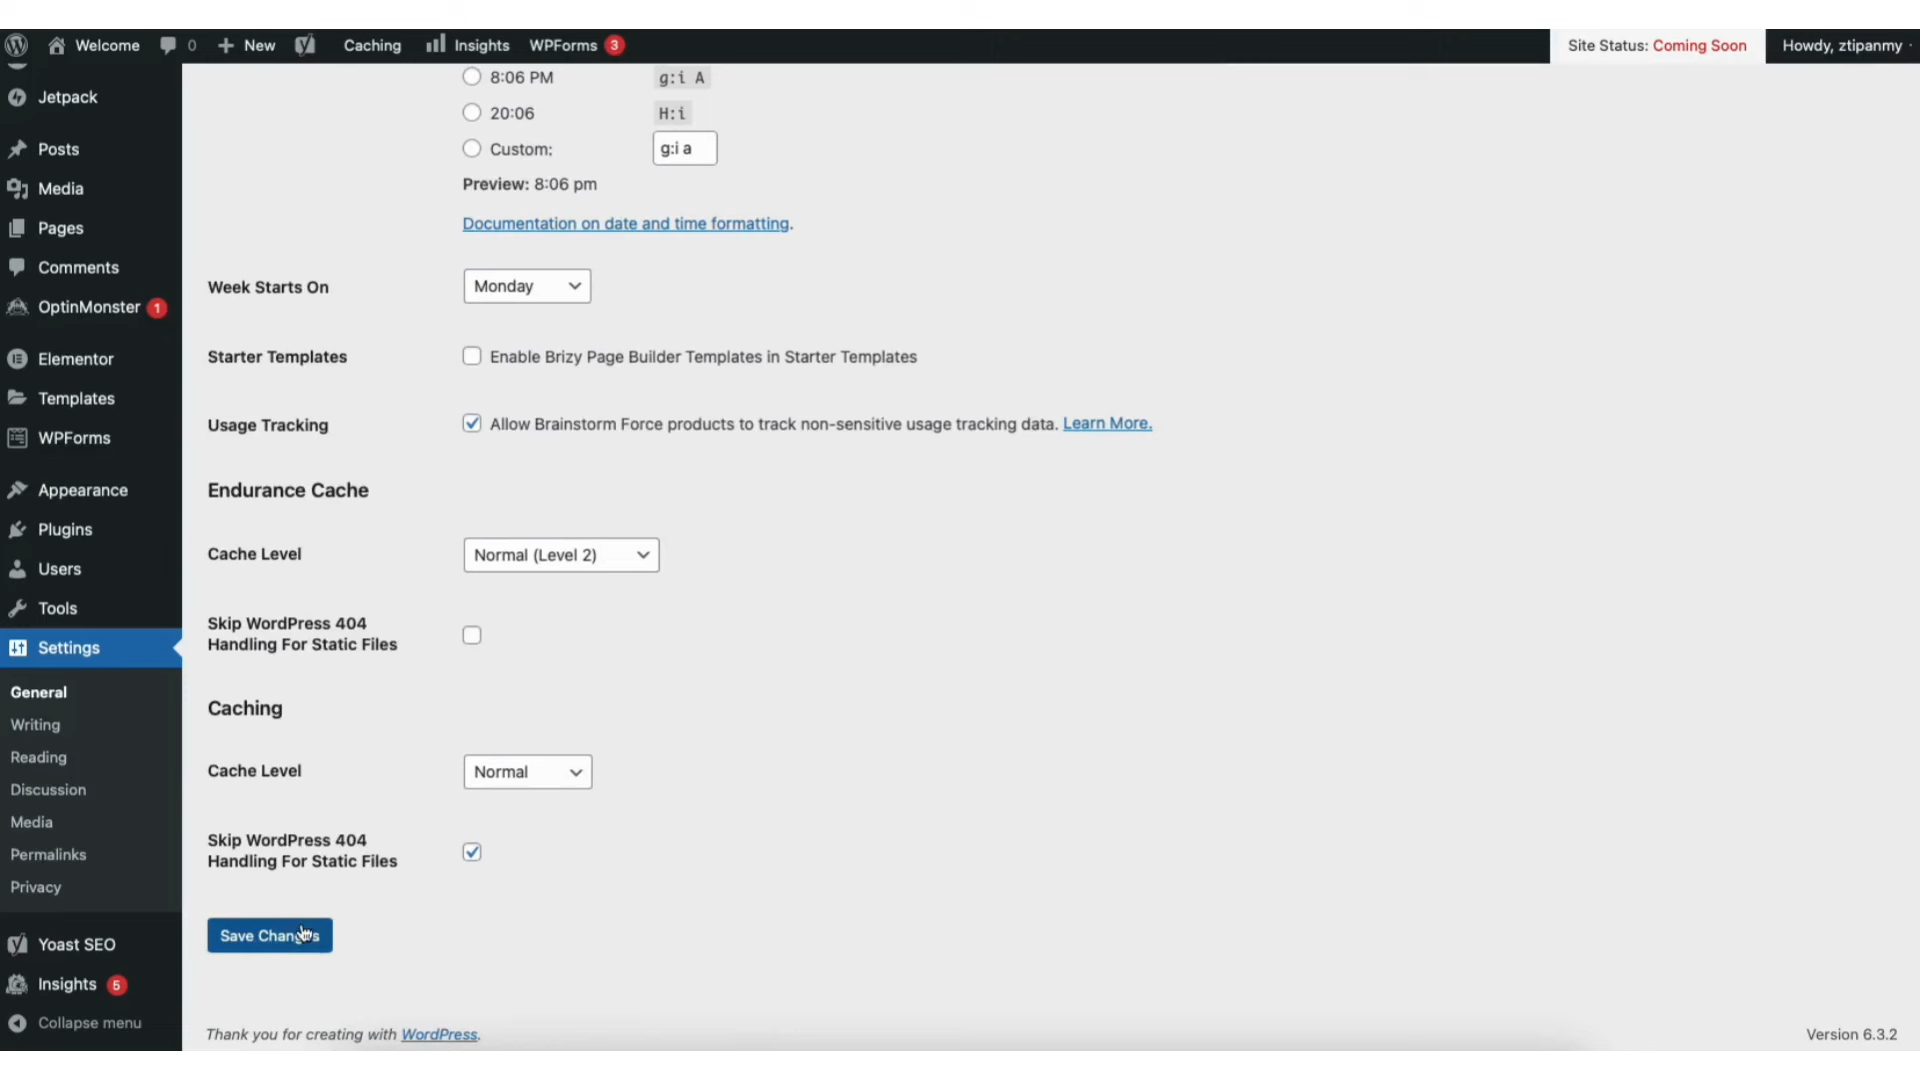 Welcome 0 New Caching Insights WPForms 3 Site Status: Coming Soon Howdy, ztipanmy
Jetpack
Posts
Media
Pages
Comments
OptinMonster 1
Elementor
Templates
WPForms
Appearance
Plugins
Users
Tools
Settings
General
Writing
Reading
Discussion
Media
Permalinks
Privacy
Yoast SEO
Insights 5
Collapse menu
8:06 PM g:i A
20:06 H:i
Custom: g:i a
Preview: 8:06 pm
Documentation on date and time formatting.
Week Starts On Monday
Starter Templates Enable Brizy Page Builder Templates in Starter Templates
Usage Tracking Allow Brainstorm Force products to track non-sensitive usage tracking data. Learn More.
Endurance Cache
Cache Level Normal (Level 2)
Skip WordPress 404
Handling For Static Files
Caching
Cache Level Normal
Skip WordPress 404
Handling For Static Files
Save Changes
Thank you for creating with WordPress. Version 6.3.2